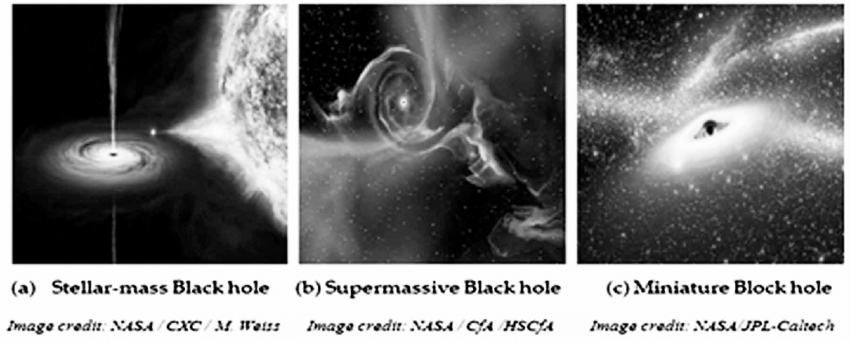 (a) Stellar-mass Black hole
(b) Supermassive Black hole
(c) Miniature Block hole
Image credit: NASA / CXC / M. Weiss
Image credit: NASA / CfA /HSCfA
Image credit: NASA/JPL-Caltech